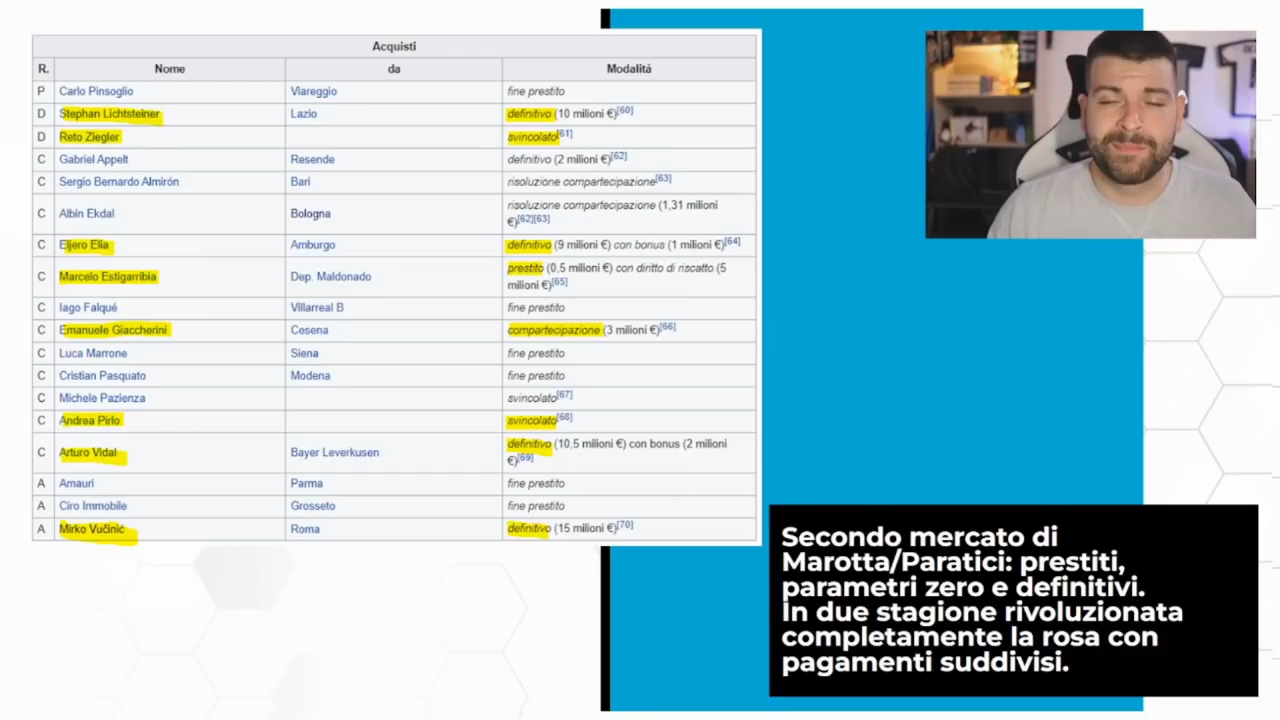 Acquisti
R. Nome da Modalità
P Carlo Pinsoglio Viareggio fine prestito
D Stephan Lichtsteiner Lazio definitivo (10 milioni €)[60]
D Reto Ziegler svincolato[61]
C Gabriel Appelt Resende definitivo (2 milioni €)[62]
C Sergio Bernardo Almirón Bari risoluzione compartecipazione[63]
C Albin Ekdal Bologna risoluzione compartecipazione (1,31 milioni
€)[62][63]
C Eljero Elia Amburgo definitivo (9 milioni €) con bonus (1 milioni €)[64]
C Marcelo Estigarribia Dep. Maldonado prestito (0,5 milioni €) con diritto di riscatto (5
milioni €)[65]
C Iago Falqué Villarreal B fine prestito
C Emanuele Giaccherini Cesena compartecipazione (3 milioni €)[66]
C Luca Marrone Siena fine prestito
C Cristian Pasquato Modena fine prestito
C Michele Pazienza svincolato[67]
C Andrea Pirlo svincolato[68]
C Arturo Vidal Bayer Leverkusen definitivo (10,5 milioni €) con bonus (2 milioni
€)[69]
A Amauri Parma fine prestito
A Ciro Immobile Grosseto fine prestito
A Mirko Vučinić Roma definitivo (15 milioni €)[70]
Secondo mercato di
Marotta/Paratici: prestiti,
parametri zero e definitivi.
In due stagione rivoluzionata
completamente la rosa con
pagamenti suddivisi.